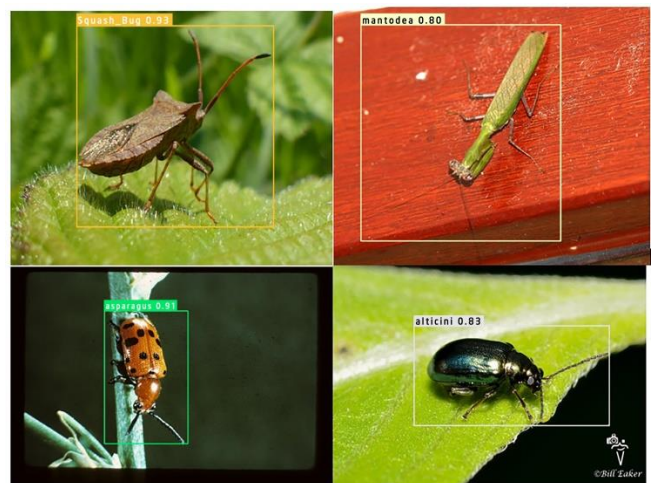 Squash_Bug 0.93
mantodea 0.80
asparagus 0.91
alticini 0.83
©Bill Eaker